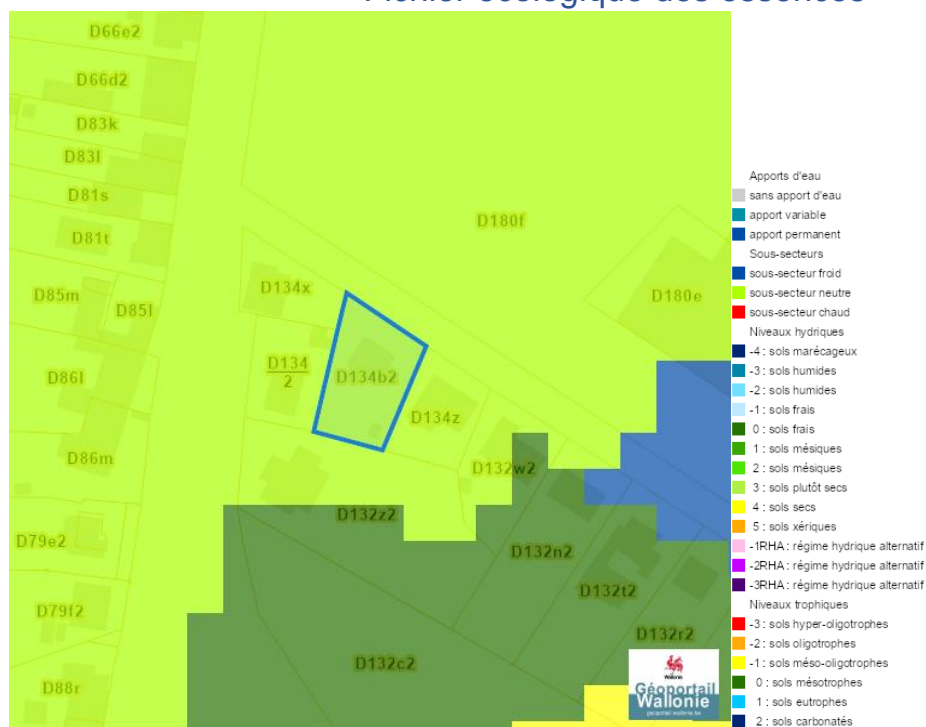 Fichier écologique des essences
D66e2
D66d2
D83k
D83l
D81s
D81t
D85m
D85l
D86l
D86m
D79e2
D79f2
D88r
D180f
D180e
D134x
D134
2
D134b2
D134z
D132w2
D132z2
D132n2
D132t2
D132r2
D132c2
Wallonie
Géoportail
Wallonie
geoportail.wallonie.be
Apports d'eau
sans apport d'eau
apport variable
apport permanent
Sous-secteurs
sous-secteur froid
sous-secteur neutre
sous-secteur chaud
Niveaux hydriques
-4 : sols marécageux
-3 : sols humides
-2 : sols humides
-1 : sols frais
0 : sols frais
1 : sols mésiques
2 : sols mésiques
3 : sols plutôt secs
4 : sols secs
5 : sols xériques
-1RHA : régime hydrique alternatif
-2RHA : régime hydrique alternatif
-3RHA : régime hydrique alternatif
Niveaux trophiques
-3 : sols hyper-oligotrophes
-2 : sols oligotrophes
-1 : sols méso-oligotrophes
0 : sols mésotrophes
1 : sols eutrophes
2 : sols carbonatés